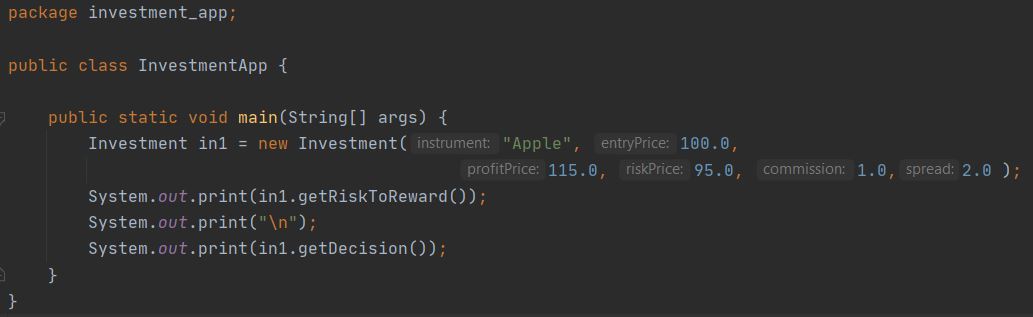 package investment_app;
public class InvestmentApp {
public static void main(String[] args) {
Investment in1 = new Investment( instrument: "Apple", entryPrice: 100.0,
profitPrice: 115.0, riskPrice: 95.0, commission: 1.0, spread: 2.0 );
System.out.print(in1.getRiskToReward());
System.out.print("\n");
System.out.print(in1.getDecision());
}
}